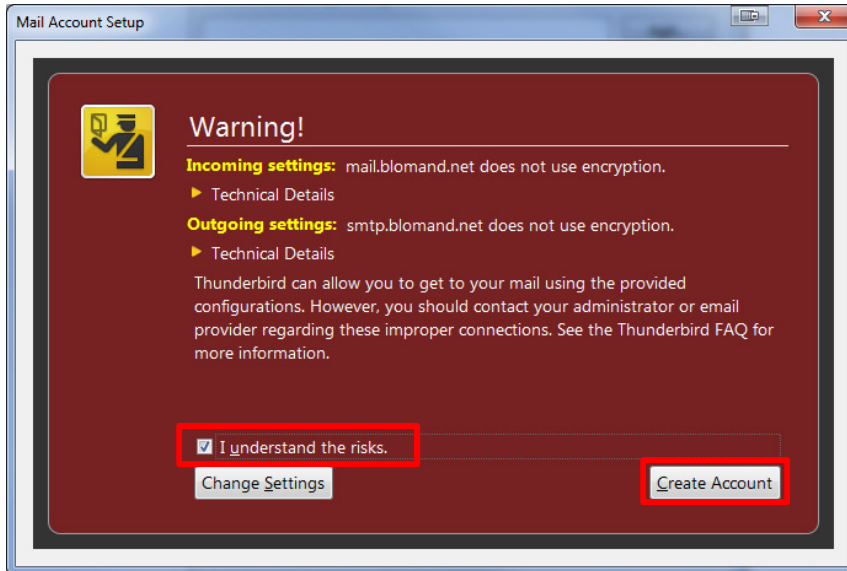 Mail Account Setup
Warning!
Incoming settings: mail.blomand.net does not use encryption.
Technical Details
Outgoing settings: smtp.blomand.net does not use encryption.
Technical Details
Thunderbird can allow you to get to your mail using the provided
configurations. However, you should contact your administrator or email
provider regarding these improper connections. See the Thunderbird FAQ for
more information.
I understand the risks.
Change Settings
Create Account